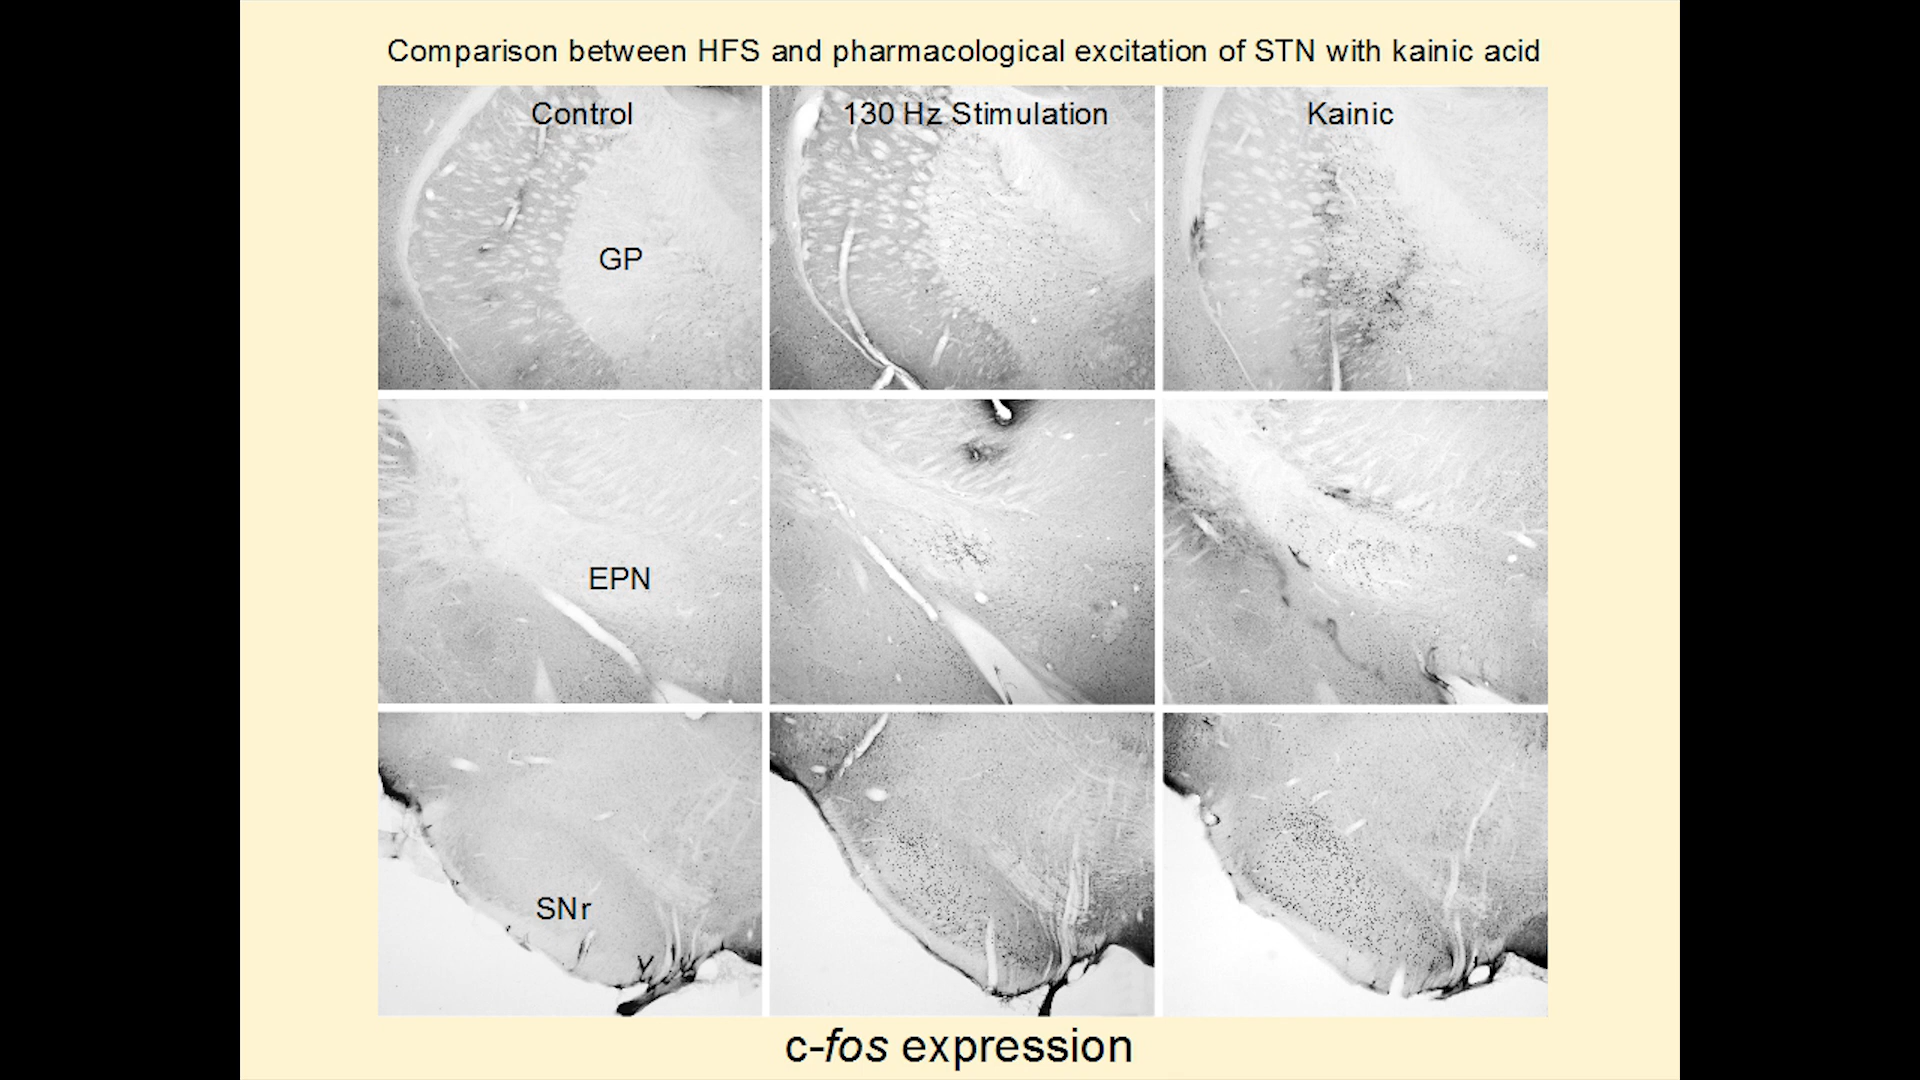 Comparison between HFS and pharmacological excitation of STN with kainic acid
Control
130 Hz Stimulation
Kainic
GP
EPN
SNr
c-fos expression